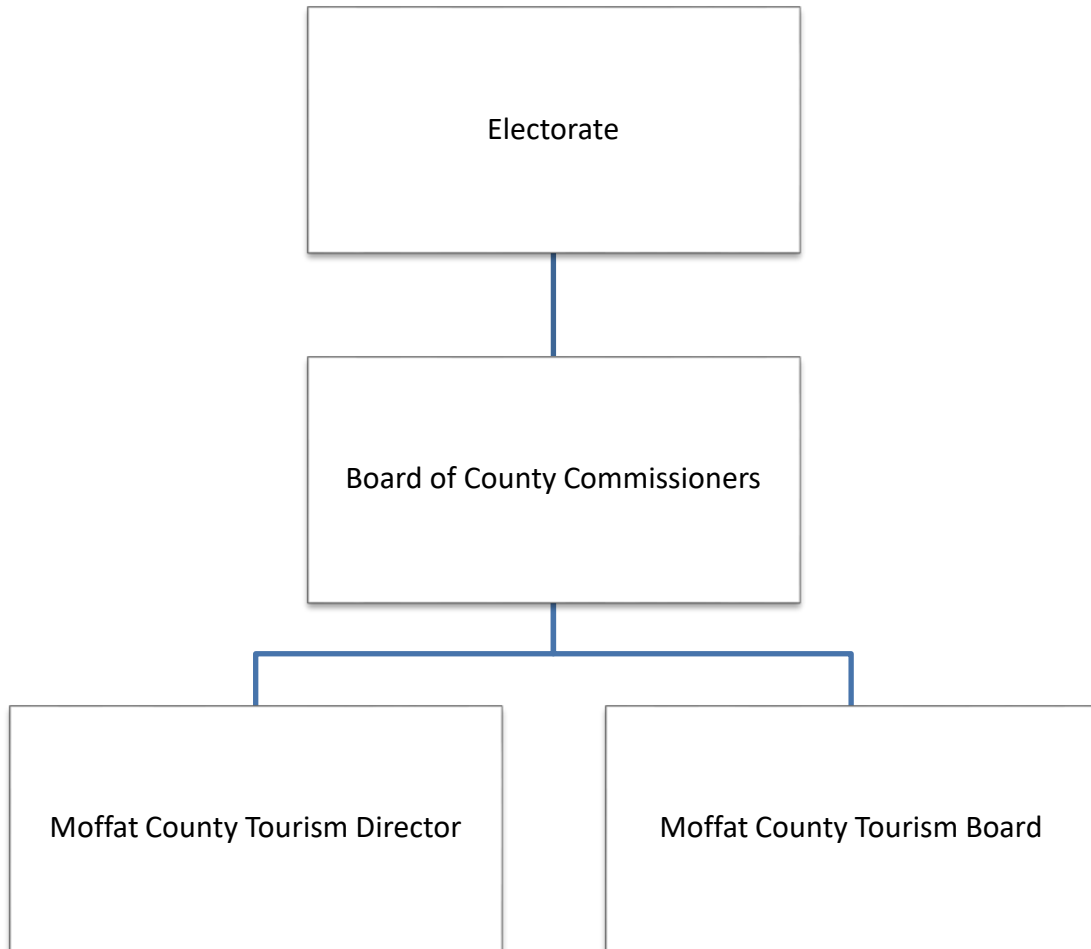 Electorate
Board of County Commissioners
Moffat County Tourism Director
Moffat County Tourism Board